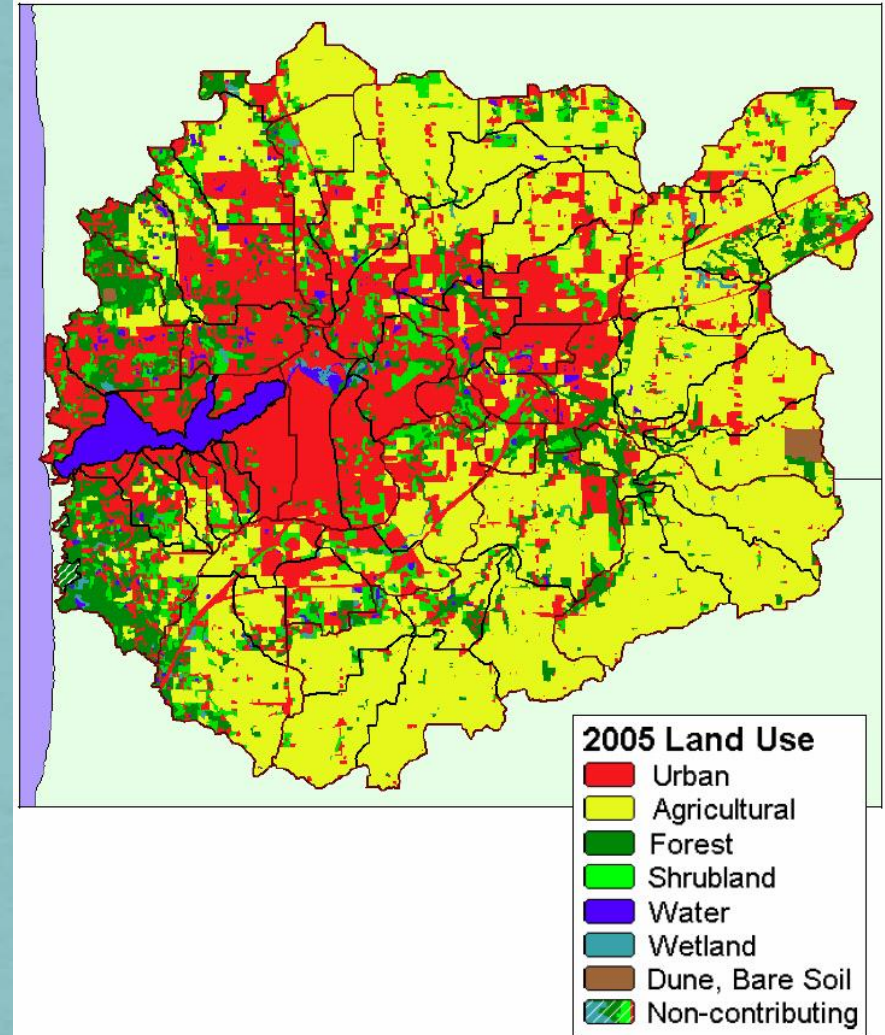 2005 Land Use
Urban
Agricultural
Forest
Shrubland
Water
Wetland
Dune, Bare Soil
Non-contributing